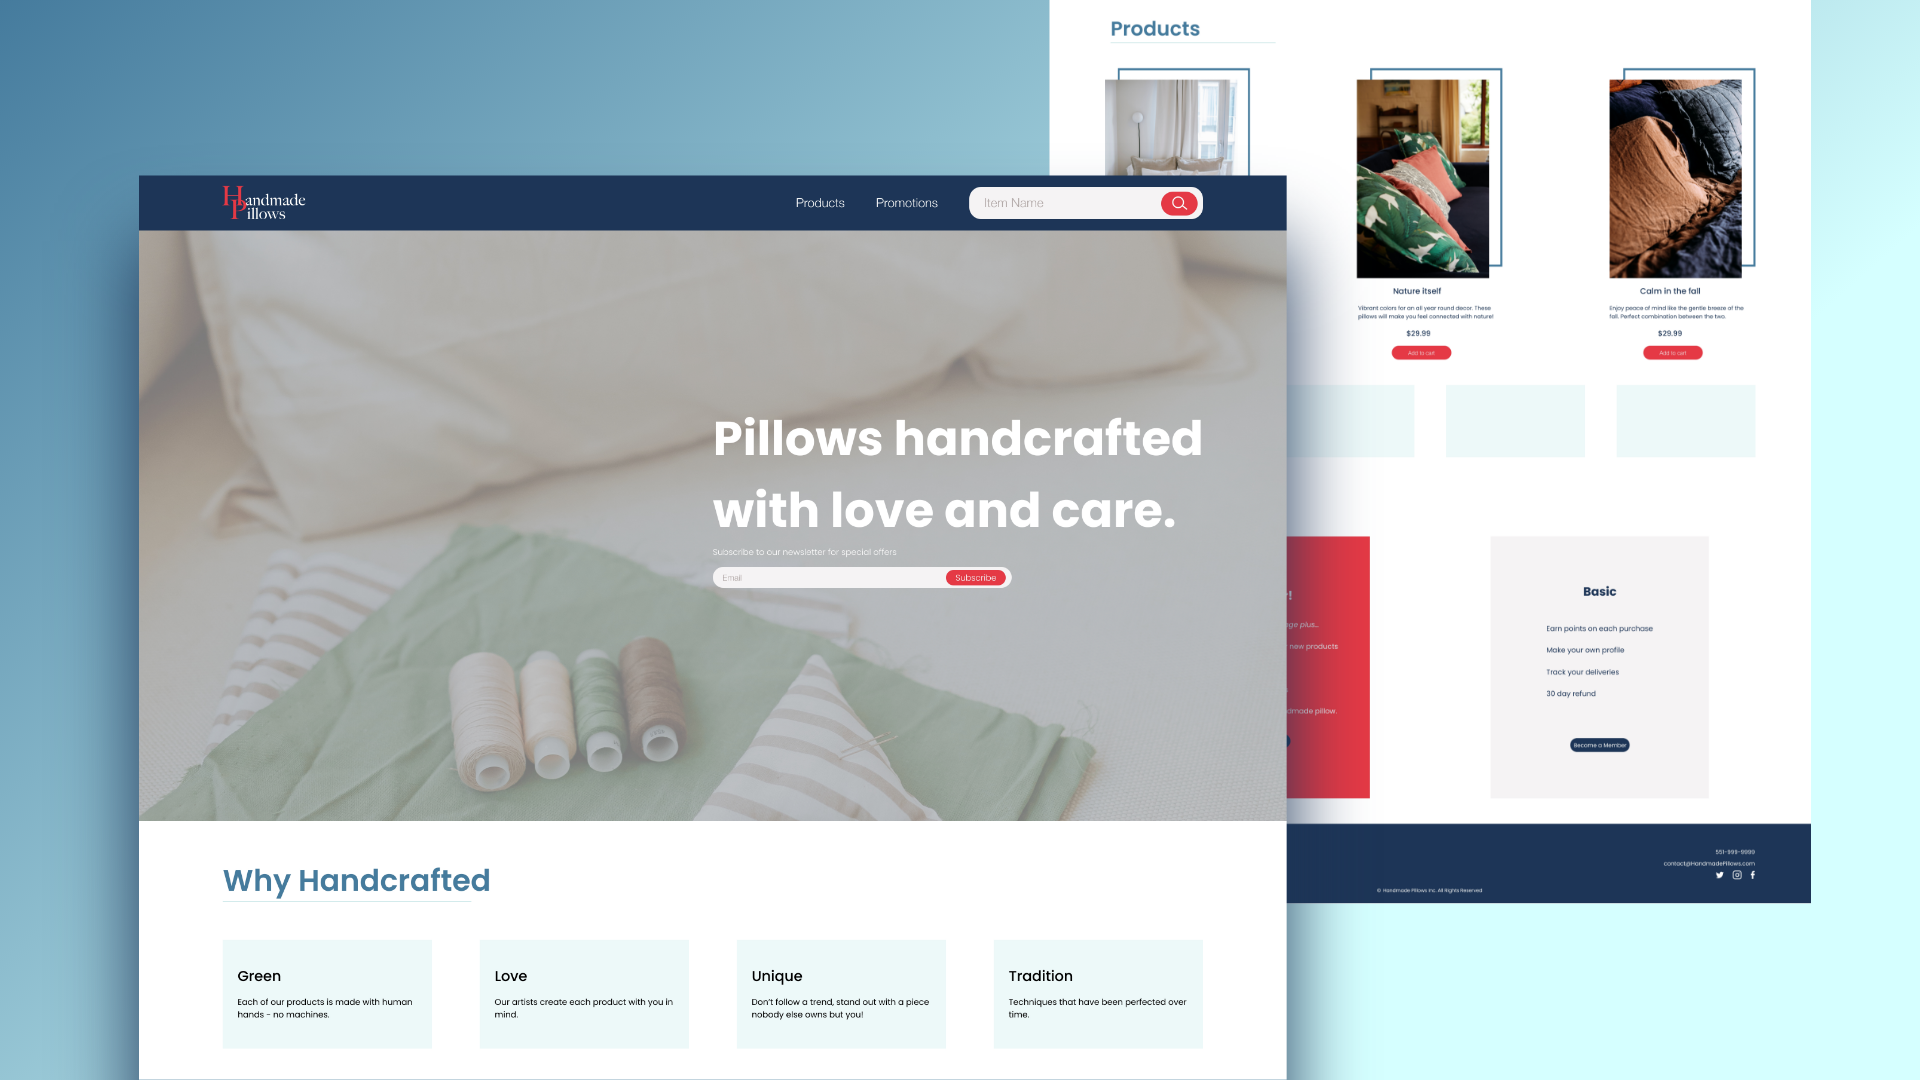 Handmade
Pillows
Products
Promotions
Item Name
Pillows handcrafted
with love and care.
Subscribe to our newsletter for special offers
Email
Subscribe
Why Handcrafted
Green
Each of our products is made with human
hands - no machines.
Love
Our artists create each product with you in
mind.
Unique
Don't follow a trend, stand out with a piece
nobody else owns but you!
Tradition
Techniques that have been perfected over
time.
Products
Nature itself
Vibrant colors for an all year round decor. These
pillows will make you feel connected with nature!
$29.99
Add to cart
Calm in the fall
Enjoy peace of mind like the gentle breeze of the
fall. Perfect combination between the two.
$29.99
Add to cart
!
plus...
new products
pillow.
Basic
Earn points on each purchase
Make your own profile
Track your deliveries
30 day refund
Become a Member
551-999-9999
contact@HandmadePillows.com
© Handmade Pillows Inc. All Rights Reserved